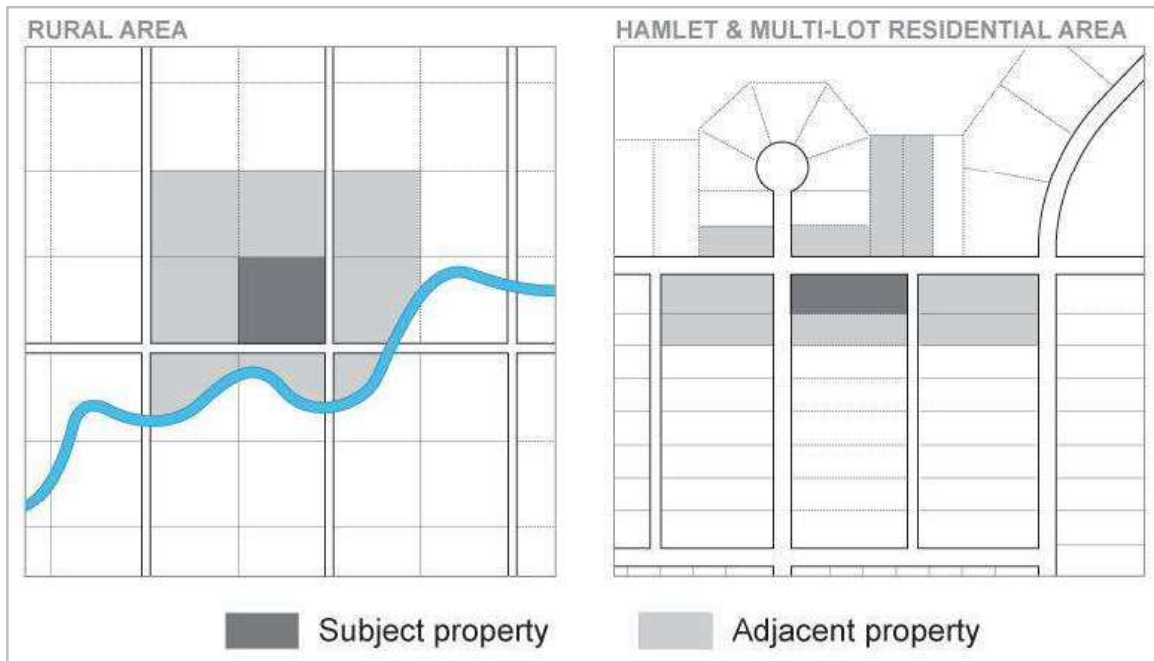 RURAL AREA
HAMLET & MULTI-LOT RESIDENTIAL AREA
Subject property
Adjacent property